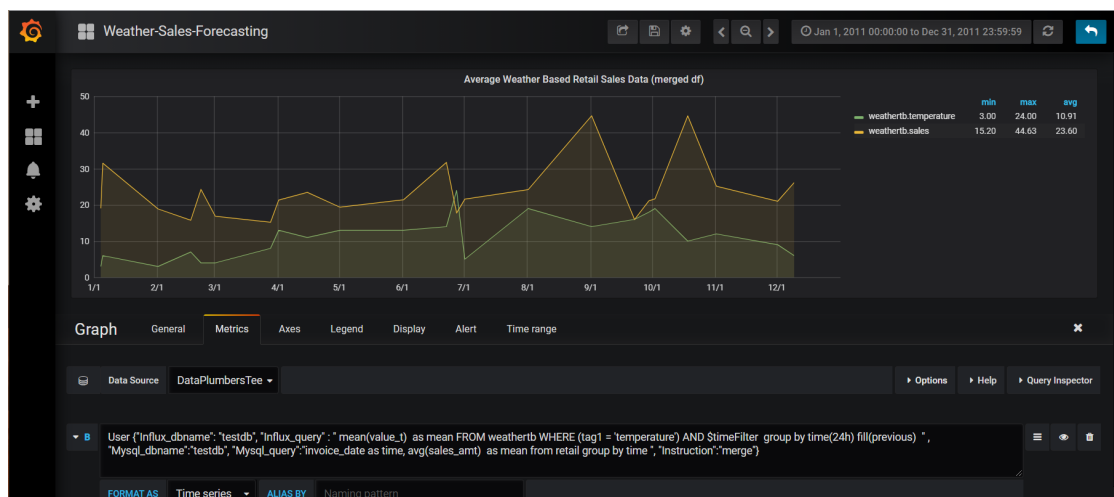 Weather-Sales-Forecasting
Jan 1, 2011 00:00:00 to Dec 31, 2011 23:59:59
Average Weather Based Retail Sales Data (merged df)
50
40
30
20
10
0
1/1 2/1 3/1 4/1 5/1 6/1 7/1 8/1 9/1 10/1 11/1 12/1
min max avg
weathertb.temperature 3.00 24.00 10.91
weathertb.sales 15.20 44.63 23.60
Graph General Metrics Axes Legend Display Alert Time range
Data Source DataPlumbersTee Options Help Query Inspector
B User {"Influx_dbname": "testdb", "Influx_query" : " mean(value_t)  as mean FROM weathertb WHERE (tag1 = 'temperature') AND $timeFilter  group by time(24h) fill(previous)  " ,
"Mysql_dbname":"testdb", "Mysql_query":"invoice_date as time, avg(sales_amt)  as mean from retail group by time ", "Instruction":"merge"}
FORMAT AS Time series ALIAS BY Naming pattern